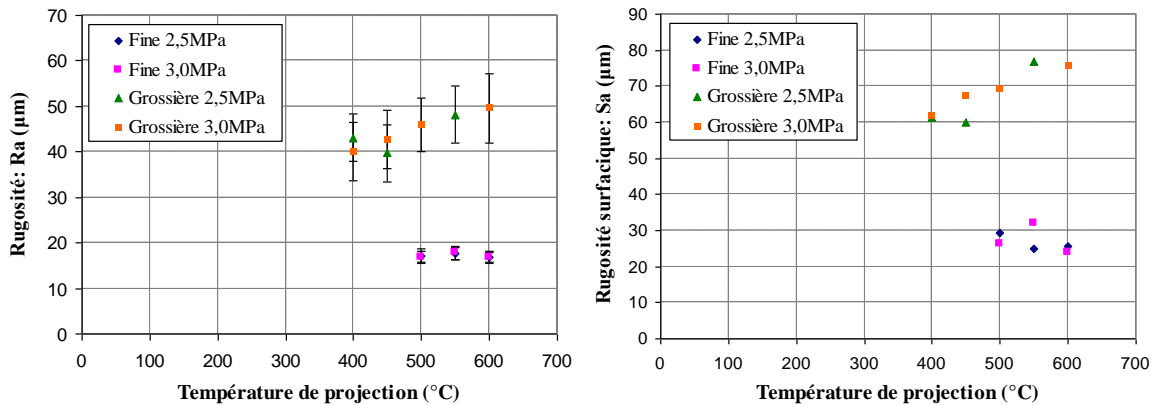 70
60
50
40
30
20
10
0
0
100
200
300
400
500
600
700
Rugosité: Ra (µm)
Température de projection (°C)
Fine 2,5MPa
Fine 3,0MPa
Grossière 2,5MPa
Grossière 3,0MPa
90
80
70
60
50
40
30
20
10
0
0
100
200
300
400
500
600
700
Rugosité surfacique: Sa (µm)
Température de projection (°C)
Fine 2,5MPa
Fine 3,0MPa
Grossière 2,5MPa
Grossière 3,0MPa